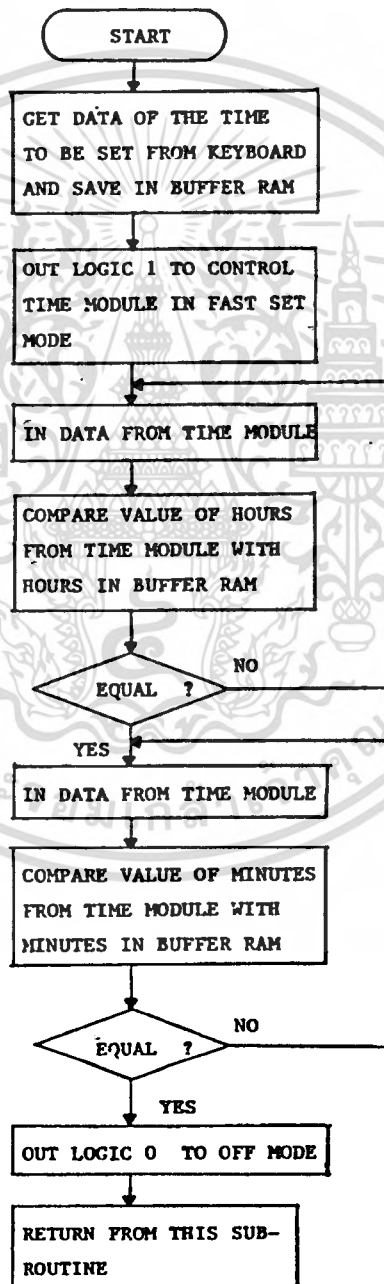 START
GET DATA OF THE TIME
TO BE SET FROM KEYBOARD
AND SAVE IN BUFFER RAM
OUT LOGIC 1 TO CONTROL
TIME MODULE IN FAST SET
MODE
IN DATA FROM TIME MODULE
COMPARE VALUE OF HOURS
FROM TIME MODULE WITH
HOURS IN BUFFER RAM
EQUAL ?
NO
YES
IN DATA FROM TIME MODULE
COMPARE VALUE OF MINUTES
FROM TIME MODULE WITH
MINUTES IN BUFFER RAM
EQUAL ?
NO
YES
OUT LOGIC 0 TO OFF MODE
RETURN FROM THIS SUB-
ROUTINE